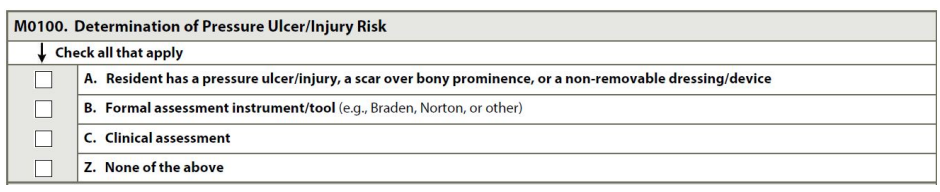 M0100. Determination of Pressure Ulcer/Injury Risk
Check all that apply
A. Resident has a pressure ulcer/injury, a scar over bony prominence, or a non-removable dressing/device
B. Formal assessment instrument/tool (e.g., Braden, Norton, or other)
C. Clinical assessment
Z. None of the above